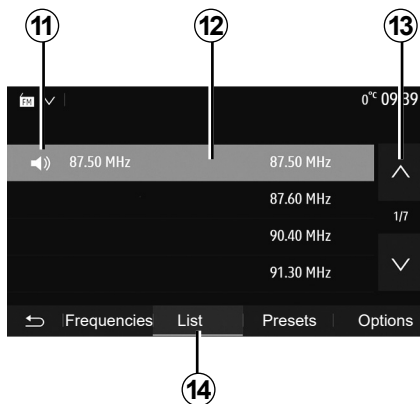 11 12 13
FM 0°C 09 39
87.50 MHz 87.50 MHz
87.60 MHz
1/7
90.40 MHz
91.30 MHz
Frequencies List Presets Options
14